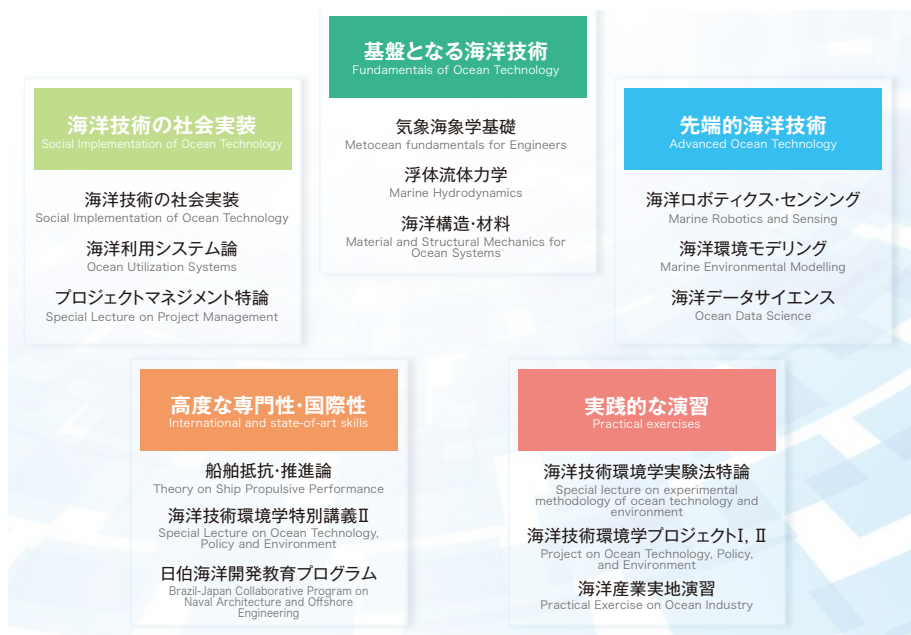 基盤となる海洋技術
Fundamentals of Ocean Technology
気象海象学基礎
Metocean fundamentals for Engineers
浮体流体力学
Marine Hydrodynamics
海洋構造・材料
Material and Structural Mechanics for
Ocean Systems
海洋技術の社会実装
Social Implementation of Ocean Technology
海洋技術の社会実装
Social Implementation of Ocean Technology
海洋利用システム論
Ocean Utilization Systems
プロジェクトマネジメント特論
Special Lecture on Project Management
先端的海洋技術
Advanced Ocean Technology
海洋ロボティクス・センシング
Marine Robotics and Sensing
海洋環境モデリング
Marine Environmental Modelling
海洋データサイエンス
Ocean Data Science
高度な専門性・国際性
International and state-of-art skills
船舶抵抗・推進論
Theory on Ship Propulsive Performance
海洋技術環境学特別講義Ⅱ
Special Lecture on Ocean Technology,
Policy and Environment
日伯海洋開発教育プログラム
Brazil-Japan Collaborative Program on
Naval Architecture and Offshore
Engineering
実践的な演習
Practical exercises
海洋技術環境学実験法特論
Special lecture on experimental
methodology of ocean technology and
environment
海洋技術環境学プロジェクトⅠ, Ⅱ
Project on Ocean Technology, Policy,
and Environment
海洋産業実地演習
Practical Exercise on Ocean Industry